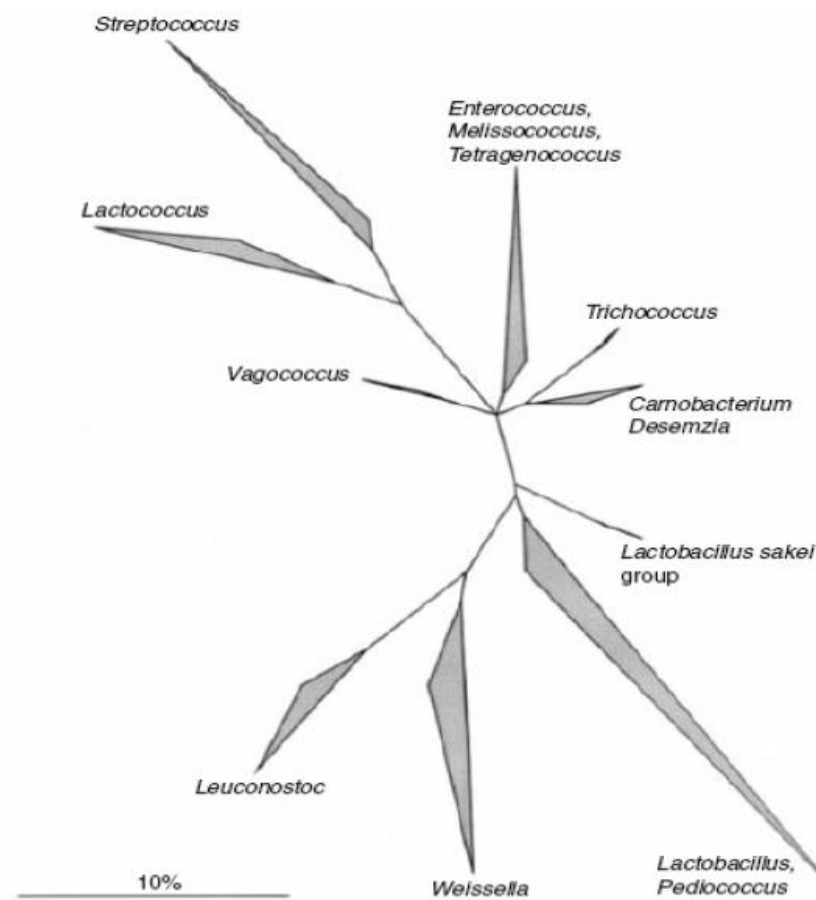 Streptococcus
Enterococcus,
Melissococcus,
Tetragenococcus
Lactococcus
Trichococcus
Vagococcus
Carnobacterium
Desemzia
Lactobacillus sakei
group
Leuconostoc
10%
Weissella
Lactobacillus,
Pediococcus